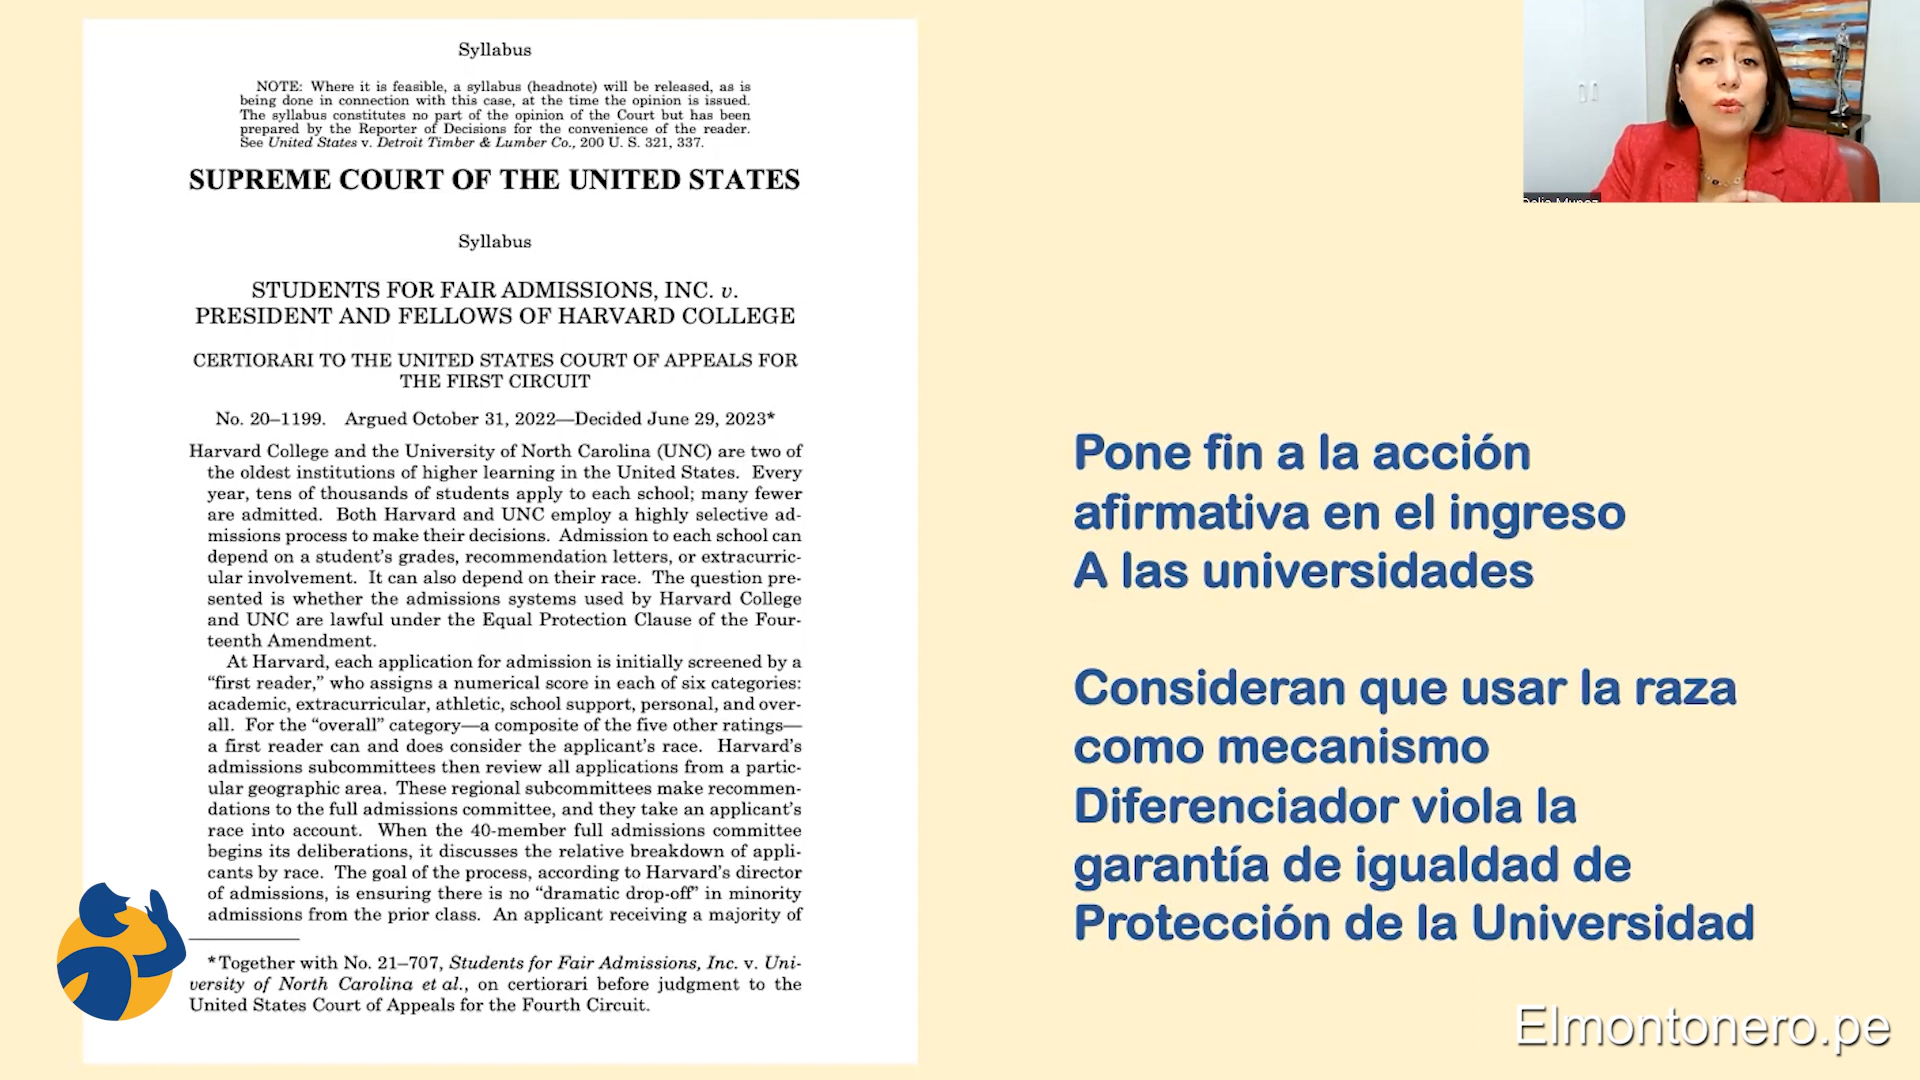 Syllabus
NOTE: Where it is feasible, a syllabus (headnote) will be released, as is
being done in connection with this case, at the time the opinion is issued.
The syllabus constitutes no part of the opinion of the Court but has been
prepared by the Reporter of Decisions for the convenience of the reader.
See United States v. Detroit Timber & Lumber Co., 200 U. S. 321, 337.
SUPREME COURT OF THE UNITED STATES
Syllabus
STUDENTS FOR FAIR ADMISSIONS, INC. v.
PRESIDENT AND FELLOWS OF HARVARD COLLEGE
CERTIORARI TO THE UNITED STATES COURT OF APPEALS FOR
THE FIRST CIRCUIT
No. 20–1199. Argued October 31, 2022—Decided June 29, 2023*
Harvard College and the University of North Carolina (UNC) are two of
the oldest institutions of higher learning in the United States. Every
year, tens of thousands of students apply to each school; many fewer
are admitted. Both Harvard and UNC employ a highly selective ad-
missions process to make their decisions. Admission to each school can
depend on a student's grades, recommendation letters, or extracurric-
ular involvement. It can also depend on their race. The question pre-
sented is whether the admissions systems used by Harvard College
and UNC are lawful under the Equal Protection Clause of the Four-
teenth Amendment.
At Harvard, each application for admission is initially screened by a
“first reader,” who assigns a numerical score in each of six categories:
academic, extracurricular, athletic, school support, personal, and over-
all. For the “overall” category—a composite of the five other ratings—
a first reader can and does consider the applicant's race. Harvard's
admissions subcommittees then review all applications from a partic-
ular geographic area. These regional subcommittees make recommen-
dations to the full admissions committee, and they take an applicant's
race into account. When the 40-member full admissions committee
begins its deliberations, it discusses the relative breakdown of appli-
cants by race. The goal of the process, according to Harvard's director
of admissions, is ensuring there is no “dramatic drop-off” in minority
admissions from the prior class. An applicant receiving a majority of
*Together with No. 21–707, Students for Fair Admissions, Inc. v. Uni-
versity of North Carolina et al., on certiorari before judgment to the
United States Court of Appeals for the Fourth Circuit.
Delia Munoz
Pone fin a la acción
afirmativa en el ingreso
A las universidades
Consideran que usar la raza
como mecanismo
Diferenciador viola la
garantía de igualdad de
Protección de la Universidad
Elmontonero.pe